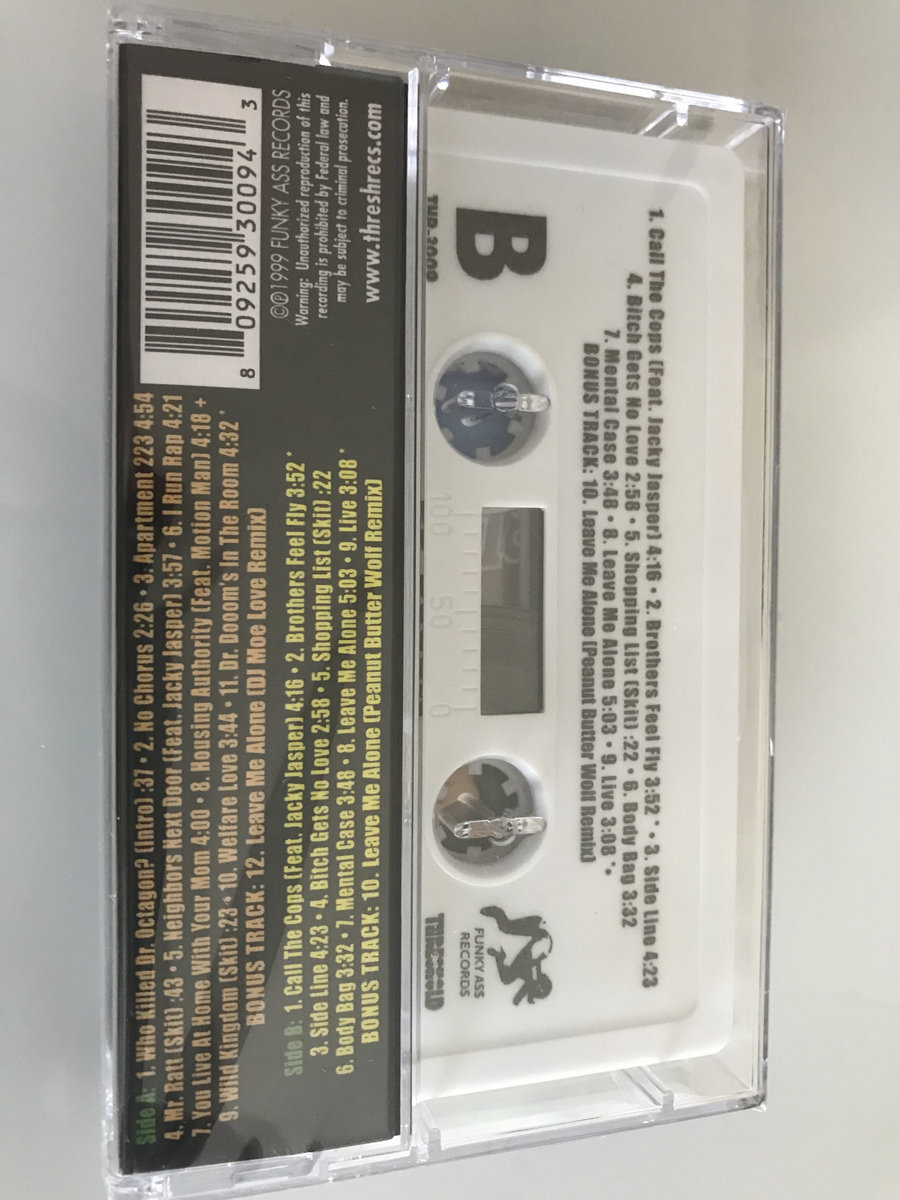 Side A: 1. Who Killed Dr. Octagon? (Intro) :37 • 2. No Chorus 2:26 • 3. Apartment 223 4:54
4. Mr. Ratt (Skit) :43 • 5. Neighbors Next Door (Feat. Jacky Jasper) 3:57 • 6. I Run Rap 4:21
7. You Live At Home With Your Mom 4:00 • 8. Housing Authority (Feat. Motion Man) 4:18 +
9. Wild Kingdom (Skit) :23 • 10. Welfare Love 3:44 • 11. Dr. Doom's In The Room 4:32 *
BONUS TRACK: 12. Leave Me Alone (DJ Moe Love Remix)
Side B: 1. Call The Cops (Feat. Jacky Jasper) 4:16 • 2. Brothers Feel Fly 3:52 *
3. Side Line 4:23 • 4. Bitch Gets No Love 2:58 • 5. Shopping List (Skit) :22
6. Body Bag 3:32 • 7. Mental Case 3:48 • 8. Leave Me Alone 5:03 • 9. Live 3:08 *
BONUS TRACK: 10. Leave Me Alone (Peanut Butter Wolf Remix)
8 09259 30094 3
©℗1999 FUNKY ASS RECORDS
Warning: Unauthorized reproduction of this
recording is prohibited by Federal law and
may be subject to criminal prosecution.
www.threshrecs.com
1. Call The Cops (Feat. Jacky Jasper) 4:16 • 2. Brothers Feel Fly 3:52 * • 3. Side Line 4:23
4. Bitch Gets No Love 2:58 • 5. Shopping List (Skit) :22 • 6. Body Bag 3:32
7. Mental Case 3:48 • 8. Leave Me Alone 5:03 • 9. Live 3:08 *•
BONUS TRACK: 10. Leave Me Alone (Peanut Butter Wolf Remix)
B
100 50 0
FUNKY ASS
RECORDS